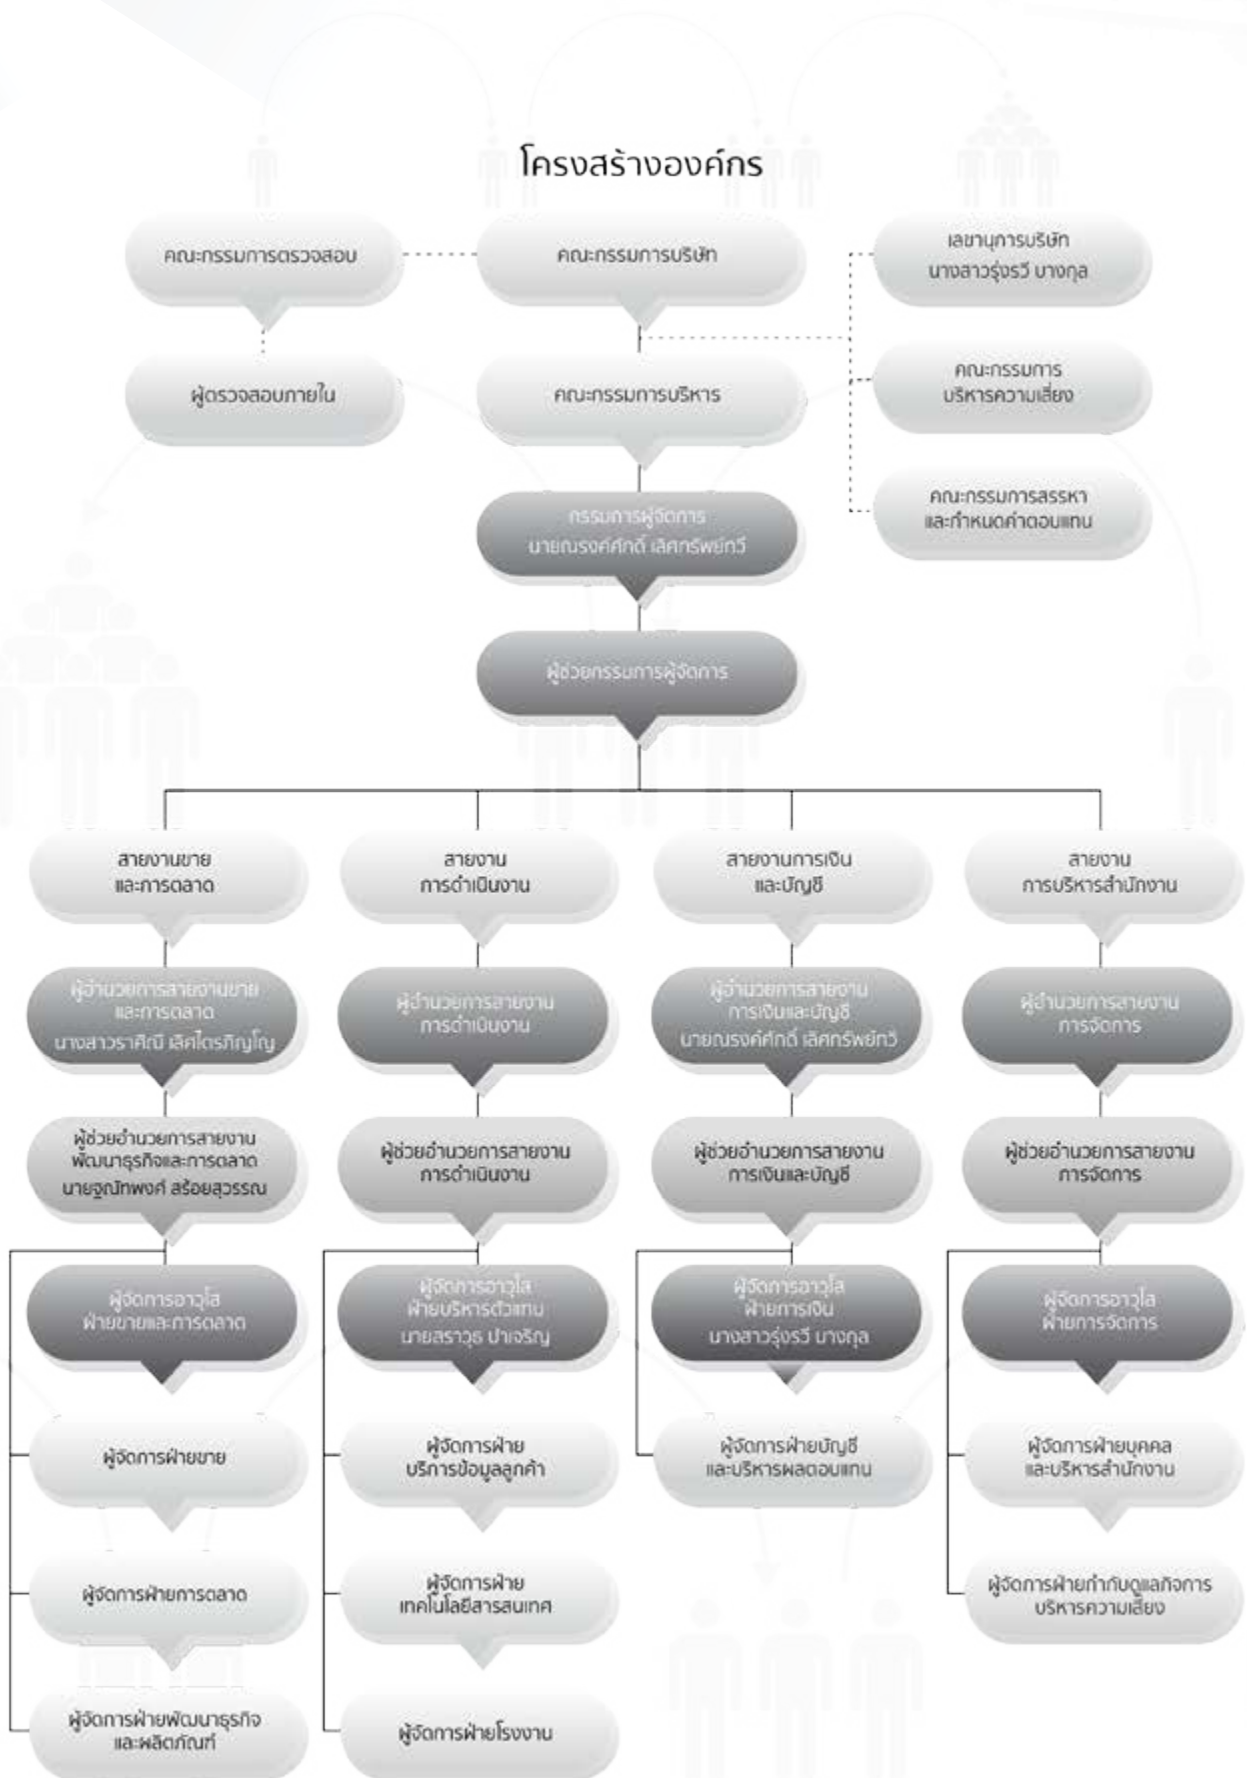 โครงสร้างองค์กร
คณะกรรมการตรวจสอบ
คณะกรรมการบริษัท
เลขานุการบริษัท
นางสาวรุ่งรวี บางกุล
ผู้ตรวจสอบภายใน
คณะกรรมการบริหาร
คณะกรรมการ
บริหารความเสี่ยง
คณะกรรมการสรรหา
และกำหนดค่าตอบแทน
กรรมการผู้จัดการ
นายณรงค์ศักดิ์ เลิศทรัพย์ทวี
ผู้ช่วยกรรมการผู้จัดการ
สายงานขาย
และการตลาด
สายงาน
การดำเนินงาน
สายงานการเงิน
และบัญชี
สายงาน
การบริหารสำนักงาน
ผู้อำนวยการสายงานขาย
และการตลาด
นางสาวราศิณี เลิศไตรภิญโญ
ผู้อำนวยการสายงาน
การดำเนินงาน
ผู้อำนวยการสายงาน
การเงินและบัญชี
นายณรงค์ศักดิ์ เลิศทรัพย์ทวี
ผู้อำนวยการสายงาน
การจัดการ
ผู้ช่วยอำนวยการสายงาน
พัฒนาธุรกิจและการตลาด
นายจูณัทพงศ์ สร้อยสุวรรณ
ผู้ช่วยอำนวยการสายงาน
การดำเนินงาน
ผู้ช่วยอำนวยการสายงาน
การเงินและบัญชี
ผู้ช่วยอำนวยการสายงาน
การจัดการ
ผู้จัดการอาวุโส
ฝ่ายขายและการตลาด
ผู้จัดการอาวุโส
ฝ่ายบริหารตัวแทน
นายสราวุธ ปาเจริญ
ผู้จัดการอาวุโส
ฝ่ายการเงิน
นางสาวรุ่งรวี บางกุล
ผู้จัดการอาวุโส
ฝ่ายการจัดการ
ผู้จัดการฝ่ายขาย
ผู้จัดการฝ่าย
บริการข้อมูลลูกค้า
ผู้จัดการฝ่ายบัญชี
และบริหารผลตอบแทน
ผู้จัดการฝ่ายบุคคล
และบริหารสำนักงาน
ผู้จัดการฝ่ายการตลาด
ผู้จัดการฝ่าย
เทคโนโลยีสารสนเทศ
ผู้จัดการฝ่ายกำกับดูแลกิจการ
บริหารความเสี่ยง
ผู้จัดการฝ่ายพัฒนาธุรกิจ
และผลิตภัณฑ์
ผู้จัดการฝ่ายโรงงาน